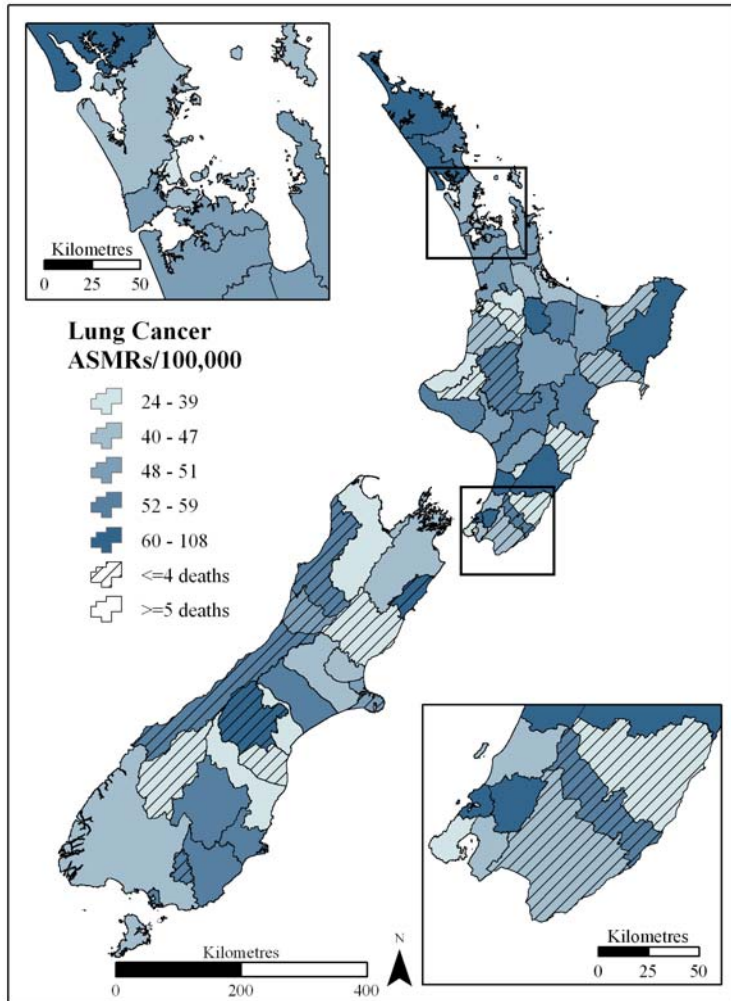 Kilometres
0 25 50
Lung Cancer
ASMRs/100,000
24 - 39
40 - 47
48 - 51
52 - 59
60 - 108
<=4 deaths
>=5 deaths
Kilometres
0 200 400
N
Kilometres
0 25 50